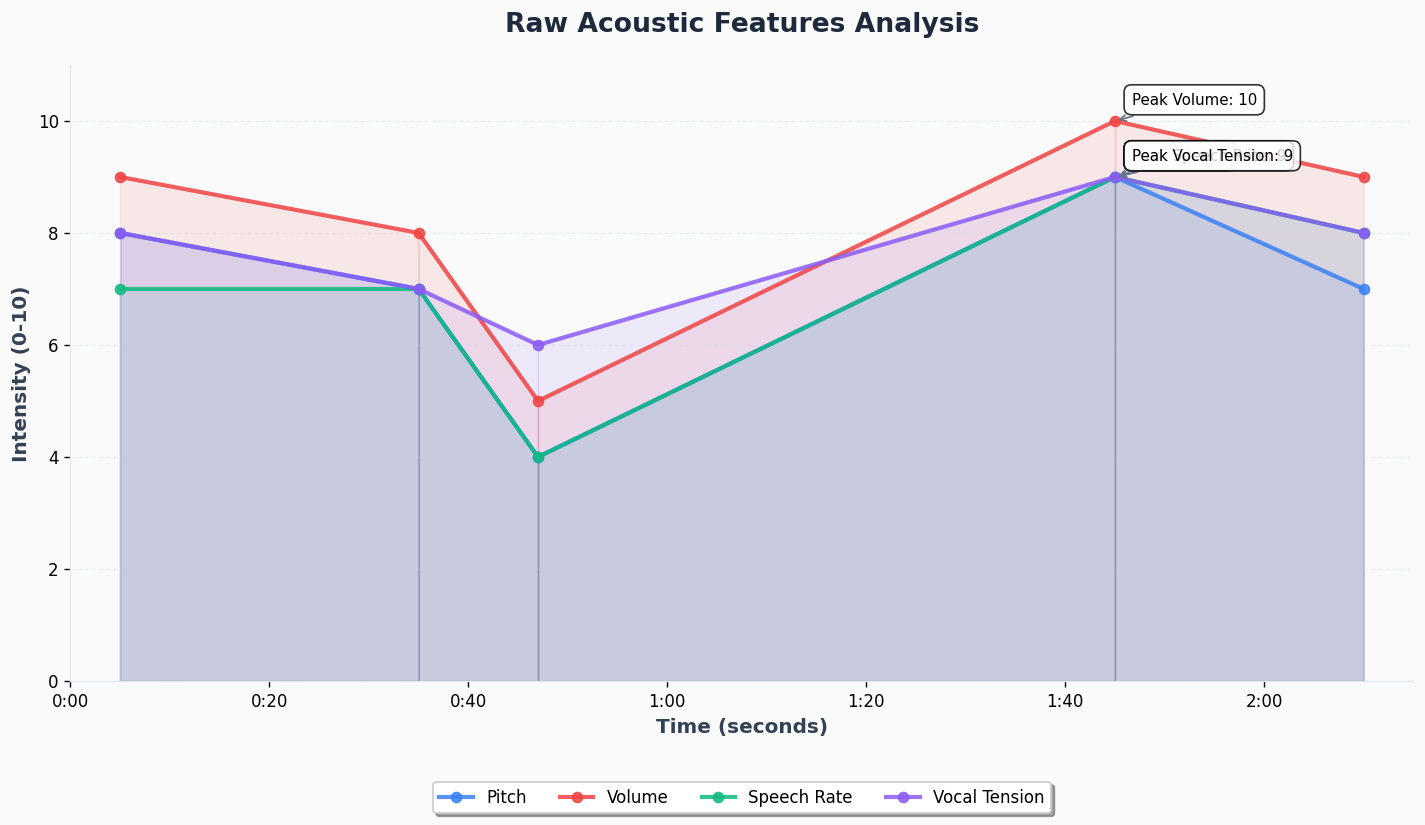 Raw Acoustic Features Analysis
Peak Volume: 10
Peak Vocal Tension: 9
Intensity (0-10)
10
8
6
4
2
0
0:00 0:20 0:40 1:00 1:20 1:40 2:00
Time (seconds)
Pitch Volume Speech Rate Vocal Tension